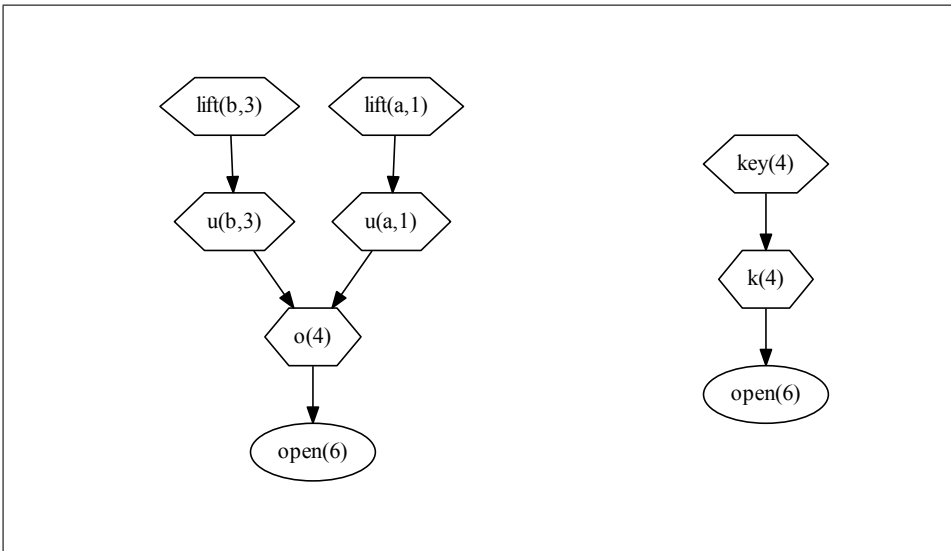 lift(b,3)
lift(a,1)
key(4)
u(b,3)
u(a,1)
k(4)
o(4)
open(6)
open(6)